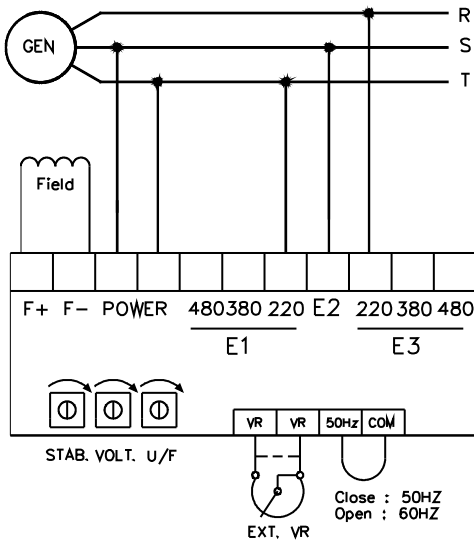 R
GEN
S
T
Field
F+ F- POWER 480 380 220 E2 220 380 480
E1 E3
VR VR 50Hz COM
STAB. VOLT. U/F
Close : 50HZ
Open : 60HZ
EXT. VR